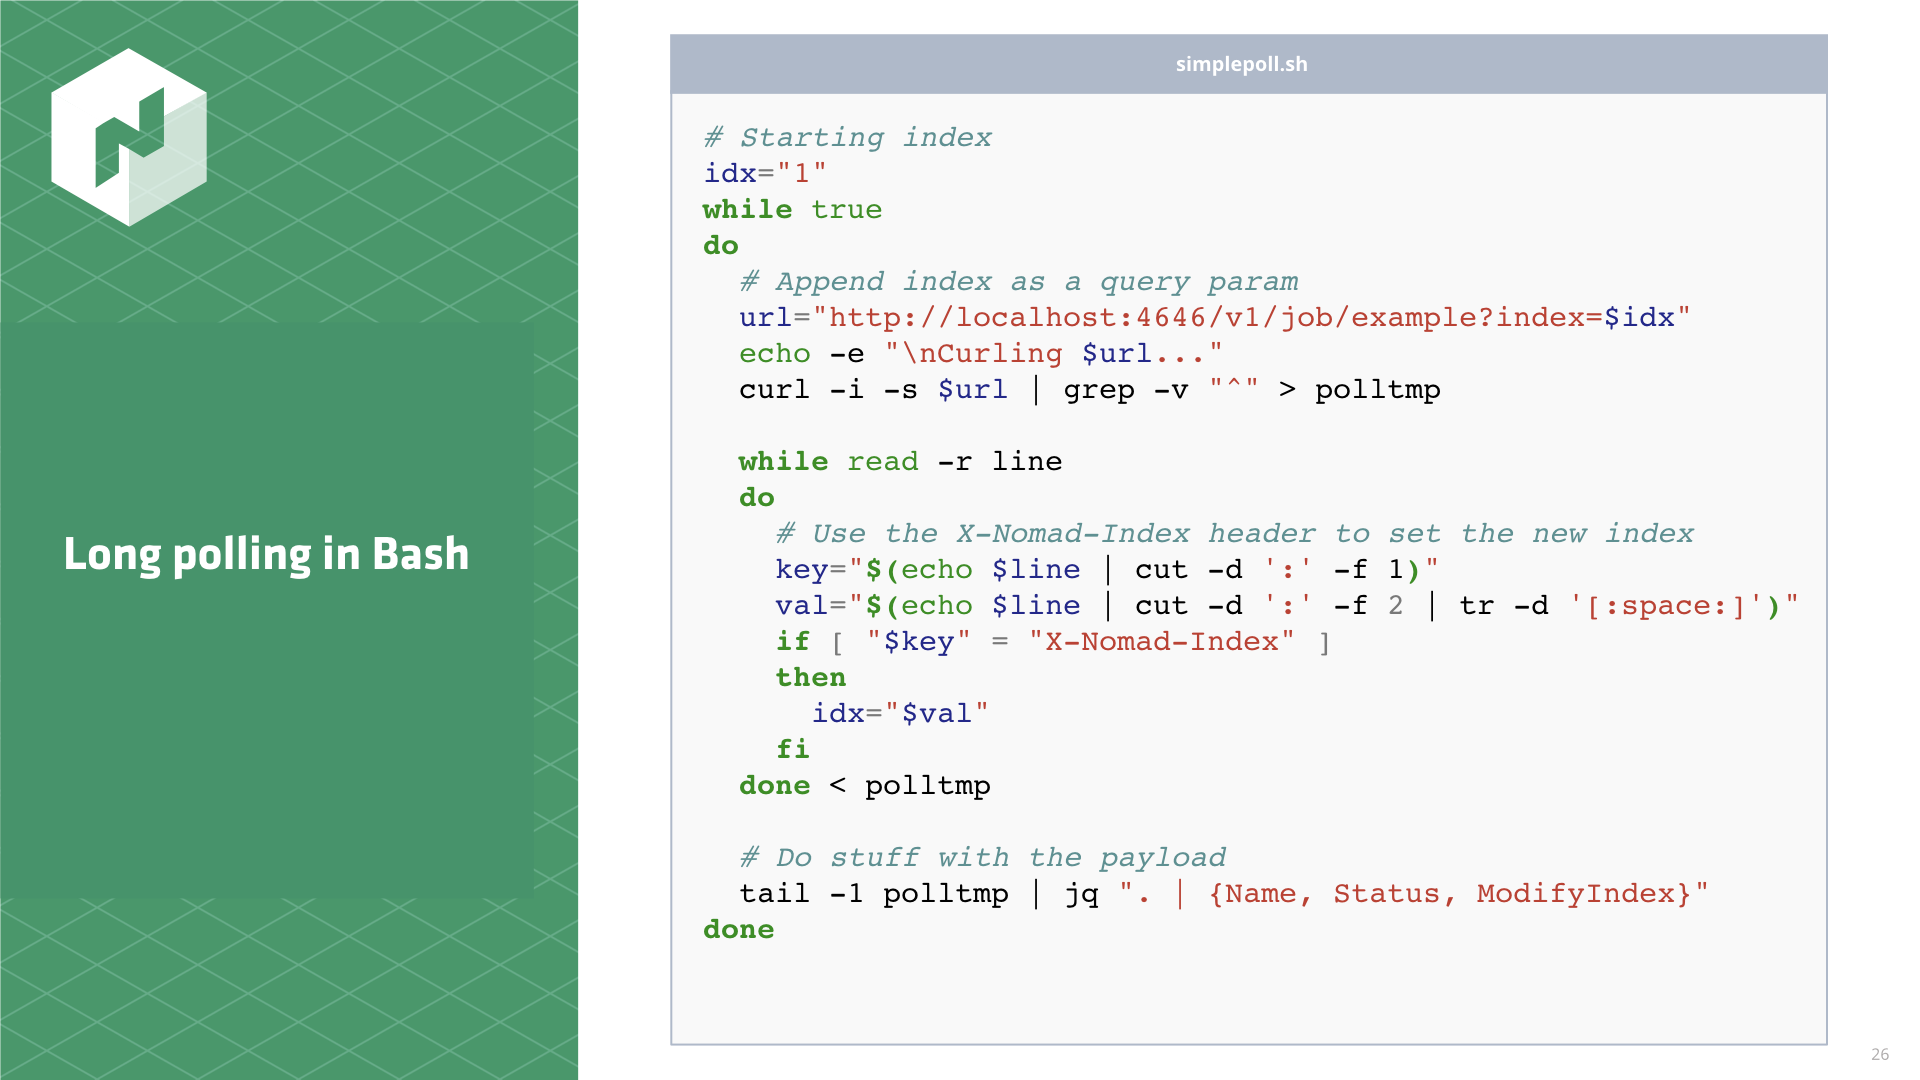 Long polling in Bash
simplepoll.sh
# Starting index
idx="1"
while true
do
  # Append index as a query param
  url="http://localhost:4646/v1/job/example?index=$idx"
  echo -e "\nCurling $url..."
  curl -i -s $url | grep -v "^" > polltmp

  while read -r line
  do
    # Use the X-Nomad-Index header to set the new index
    key="$(echo $line | cut -d ':' -f 1)"
    val="$(echo $line | cut -d ':' -f 2 | tr -d '[:space:]')"
    if [ "$key" = "X-Nomad-Index" ]
    then
      idx="$val"
    fi
  done < polltmp

  # Do stuff with the payload
  tail -1 polltmp | jq ". | {Name, Status, ModifyIndex}"
done
26